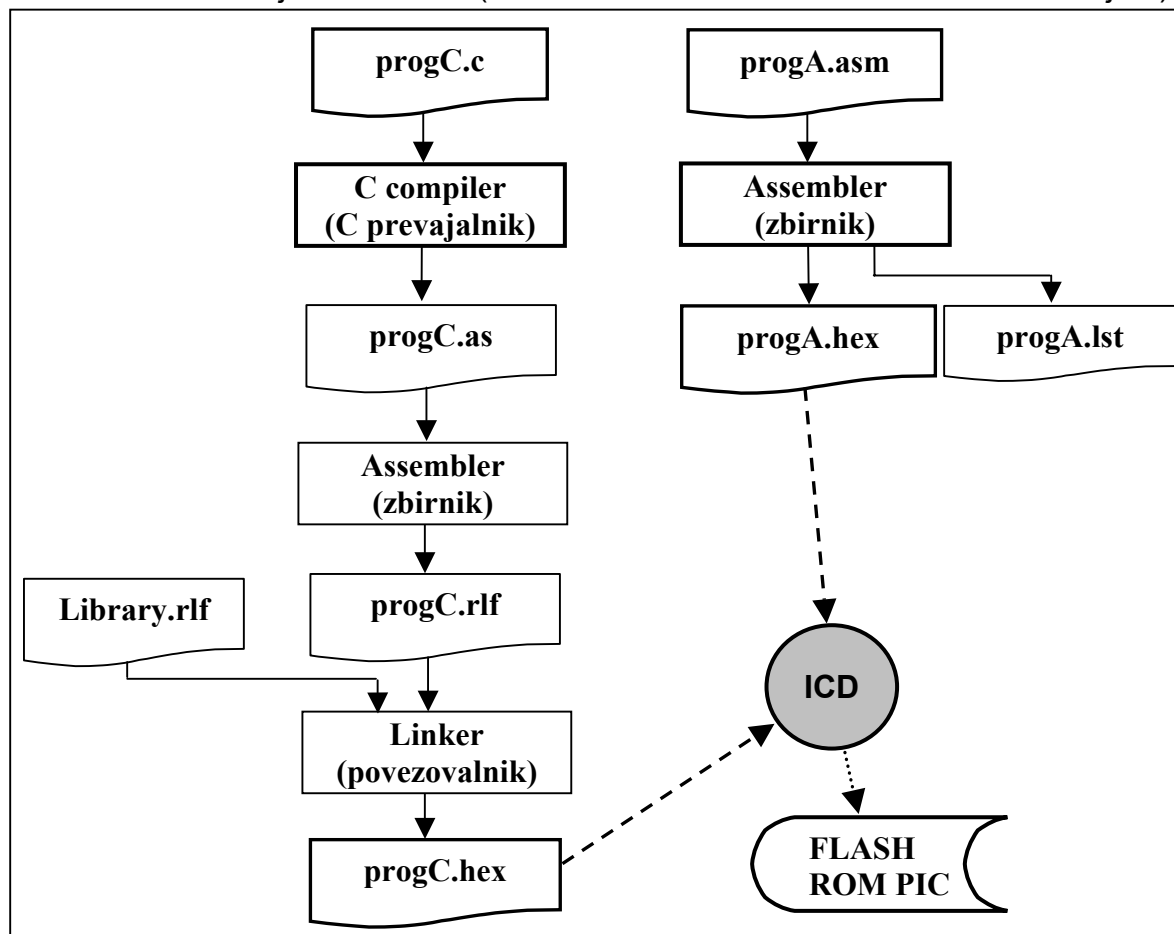 progC.c
C compiler
(C prevajalnik)
progC.as
Assembler
(zbirnik)
progC.rlf
Library.rlf
Linker
(povezovalnik)
progC.hex
progA.asm
Assembler
(zbirnik)
progA.hex
progA.lst
ICD
FLASH
ROM PIC